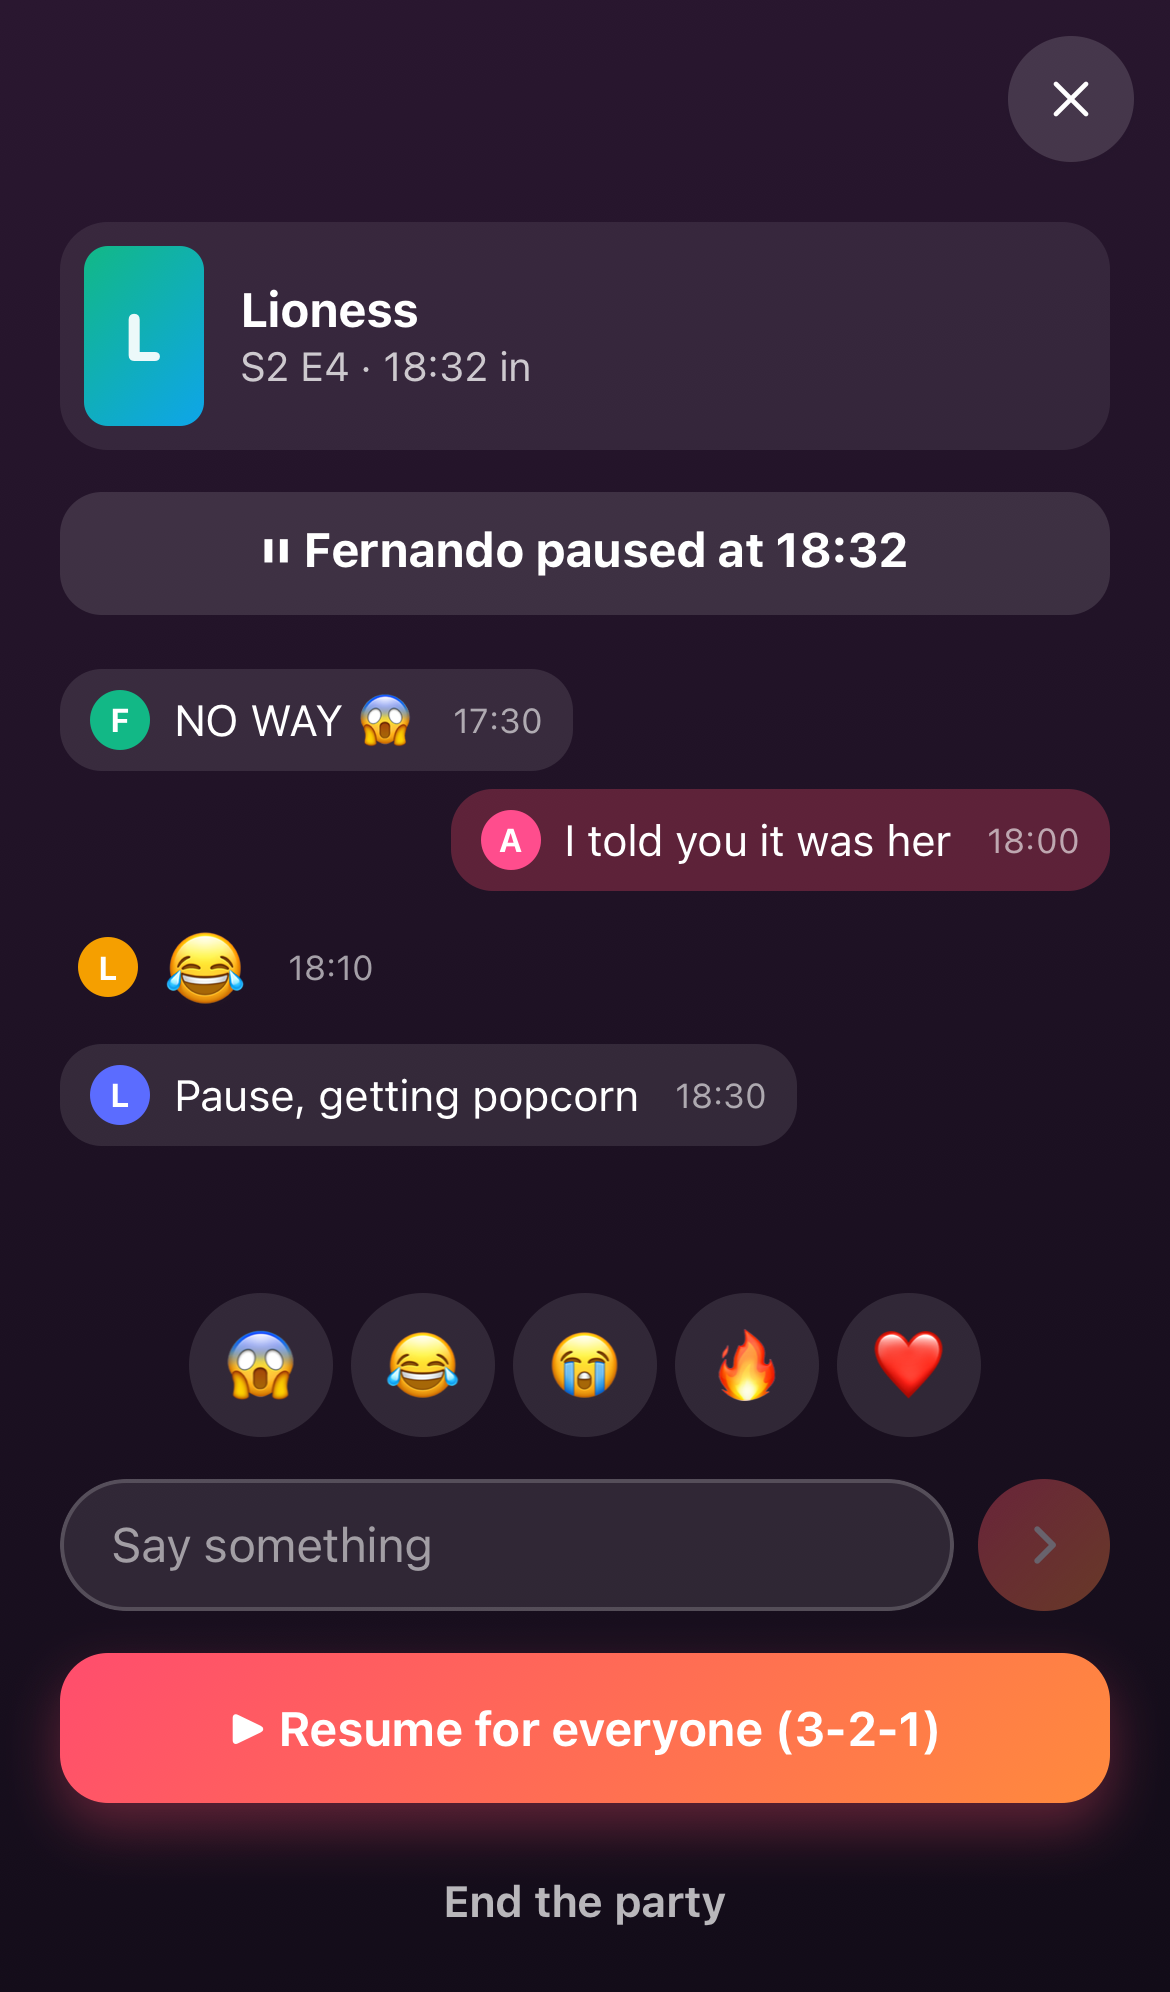 L
Lioness
S2 E4 · 18:32 in
Fernando paused at 18:32
F NO WAY 😱 17:30
A I told you it was her 18:00
L 😂 18:10
L Pause, getting popcorn 18:30
😱 😂 😭 🔥 ❤️
Say something
Resume for everyone (3-2-1)
End the party